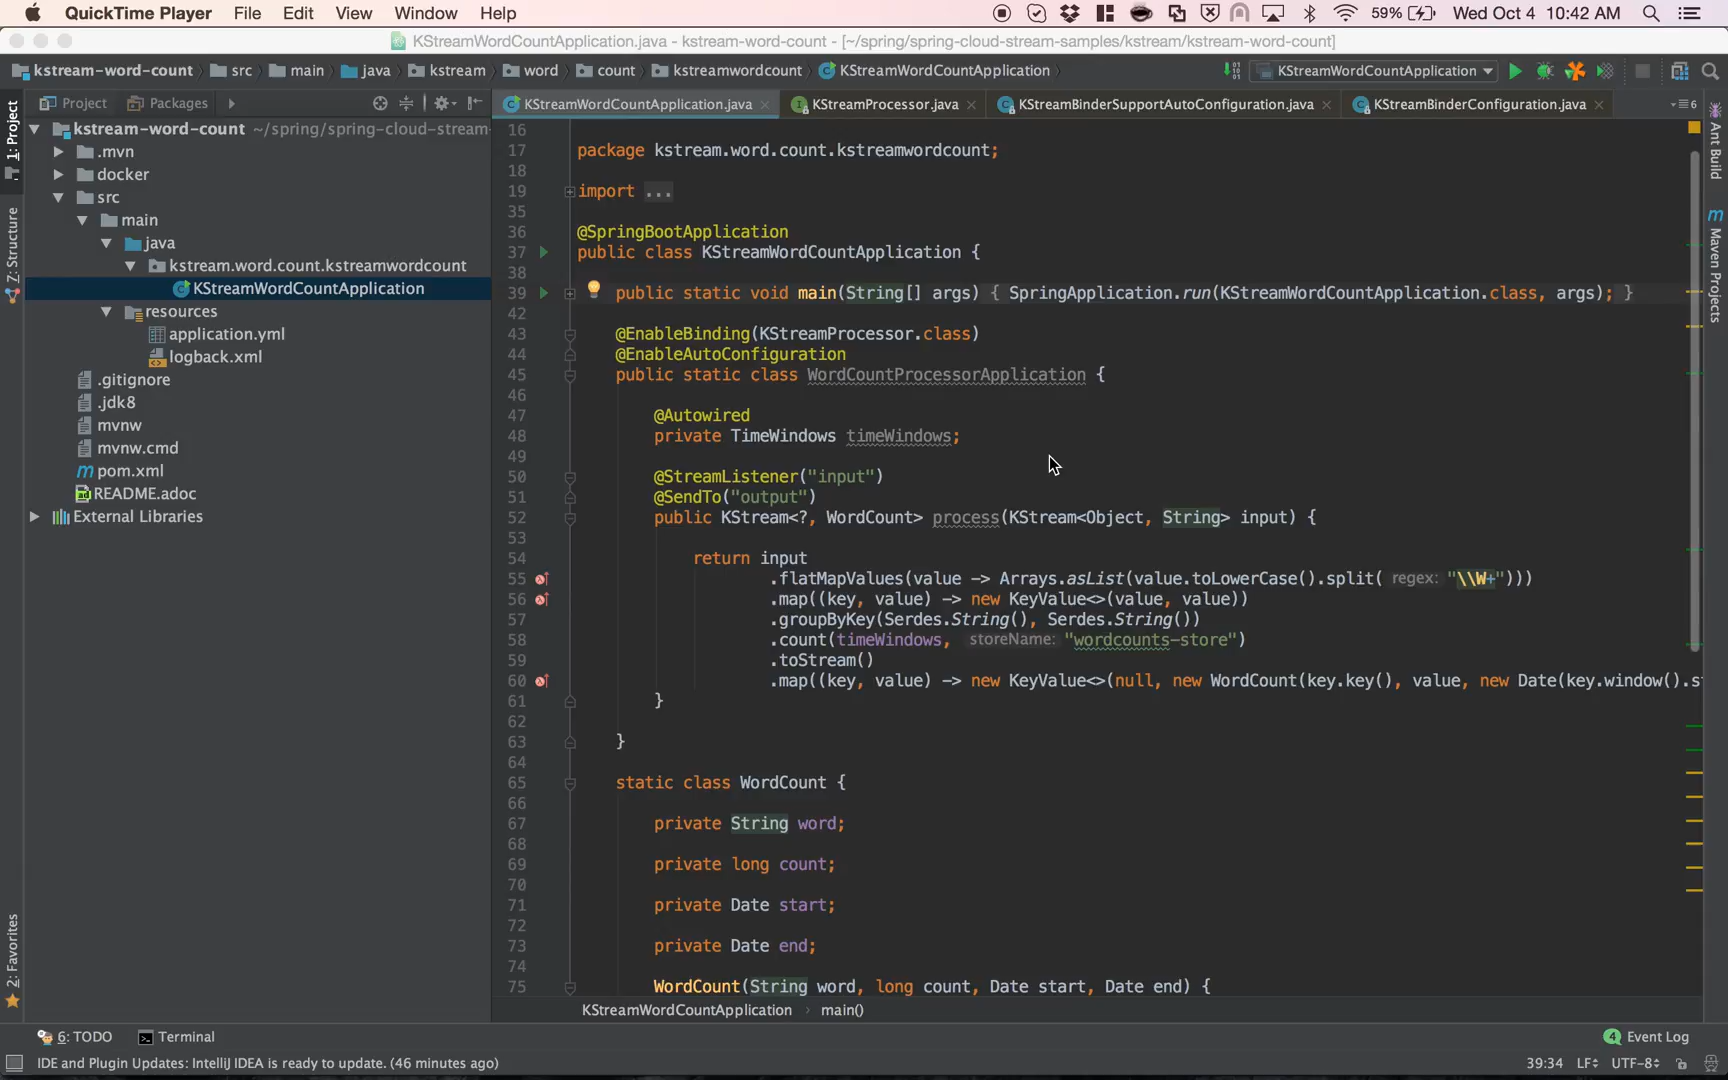 QuickTime Player File Edit View Window Help 59% Wed Oct 4 10:42 AM
KStreamWordCountApplication.java - kstream-word-count - [~/spring/spring-cloud-stream-samples/kstream/kstream-word-count]
kstream-word-count src main java kstream word count kstreamwordcount KStreamWordCountApplication KStreamWordCountApplication
Project Packages KStreamWordCountApplication.java KStreamProcessor.java KStreamBinderSupportAutoConfiguration.java KStreamBinderConfiguration.java 6
1: Project
Z: Structure
2: Favorites
kstream-word-count ~/spring/spring-cloud-stream-
.mvn
docker
src
main
java
kstream.word.count.kstreamwordcount
KStreamWordCountApplication
resources
application.yml
logback.xml
.gitignore
.jdk8
mvnw
mvnw.cmd
pom.xml
README.adoc
External Libraries
16
17 package kstream.word.count.kstreamwordcount;
18
19 import ...
35
36 @SpringBootApplication
37 public class KStreamWordCountApplication {
38
39 public static void main(String[] args) { SpringApplication.run(KStreamWordCountApplication.class, args); }
42
43 @EnableBinding(KStreamProcessor.class)
44 @EnableAutoConfiguration
45 public static class WordCountProcessorApplication {
46
47 @Autowired
48 private TimeWindows timeWindows;
49
50 @StreamListener("input")
51 @SendTo("output")
52 public KStream<?, WordCount> process(KStream<Object, String> input) {
53
54 return input
55 .flatMapValues(value -> Arrays.asList(value.toLowerCase().split( regex: "\\W+")))
56 .map((key, value) -> new KeyValue<>(value, value))
57 .groupByKey(Serdes.String(), Serdes.String())
58 .count(timeWindows, storeName: "wordcounts-store")
59 .toStream()
60 .map((key, value) -> new KeyValue<>(null, new WordCount(key.key(), value, new Date(key.window().s
61 }
62
63 }
64
65 static class WordCount {
66
67 private String word;
68
69 private long count;
70
71 private Date start;
72
73 private Date end;
74
75 WordCount(String word, long count, Date start, Date end) {
KStreamWordCountApplication main()
Ant Build
Maven Projects
6: TODO Terminal 4 Event Log
IDE and Plugin Updates: IntelliJ IDEA is ready to update. (46 minutes ago) 39:34 LF UTF-8